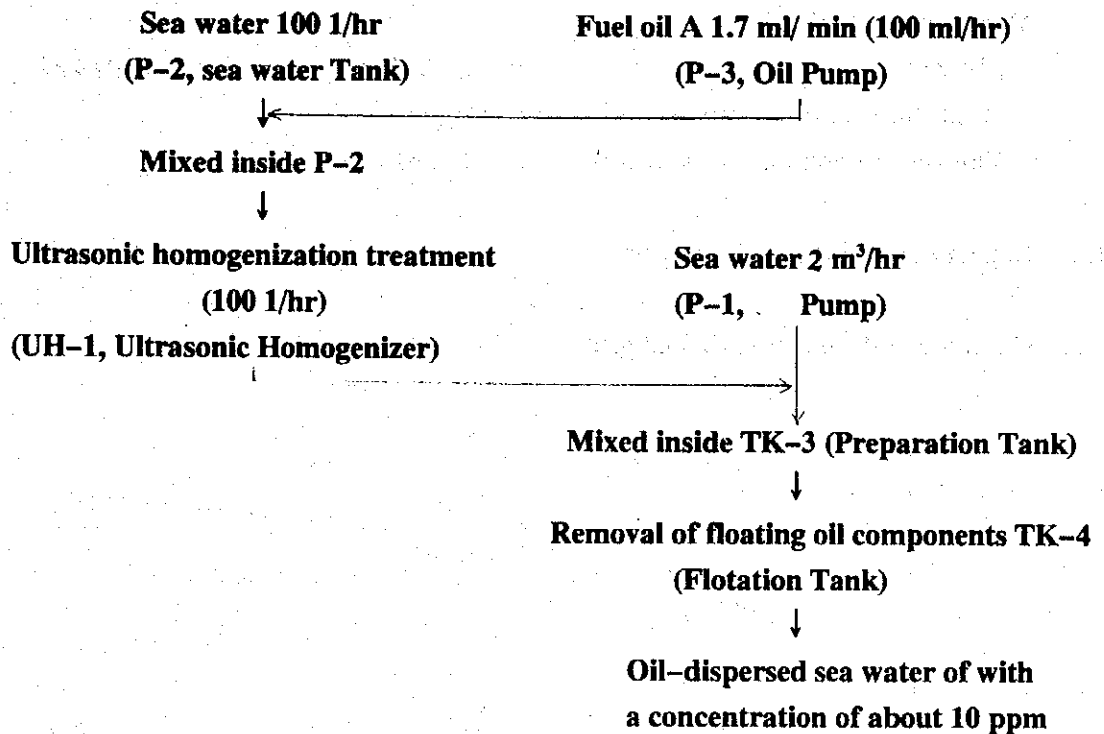 Sea water 100 1/hr
(P-2, sea water Tank)
Fuel oil A 1.7 ml/ min (100 ml/hr)
(P-3, Oil Pump)
Mixed inside P-2
Ultrasonic homogenization treatment
(100 1/hr)
(UH-1, Ultrasonic Homogenizer)
Sea water 2 m³/hr
(P-1, Pump)
Mixed inside TK-3 (Preparation Tank)
Removal of floating oil components TK-4
(Flotation Tank)
Oil-dispersed sea water of with
a concentration of about 10 ppm